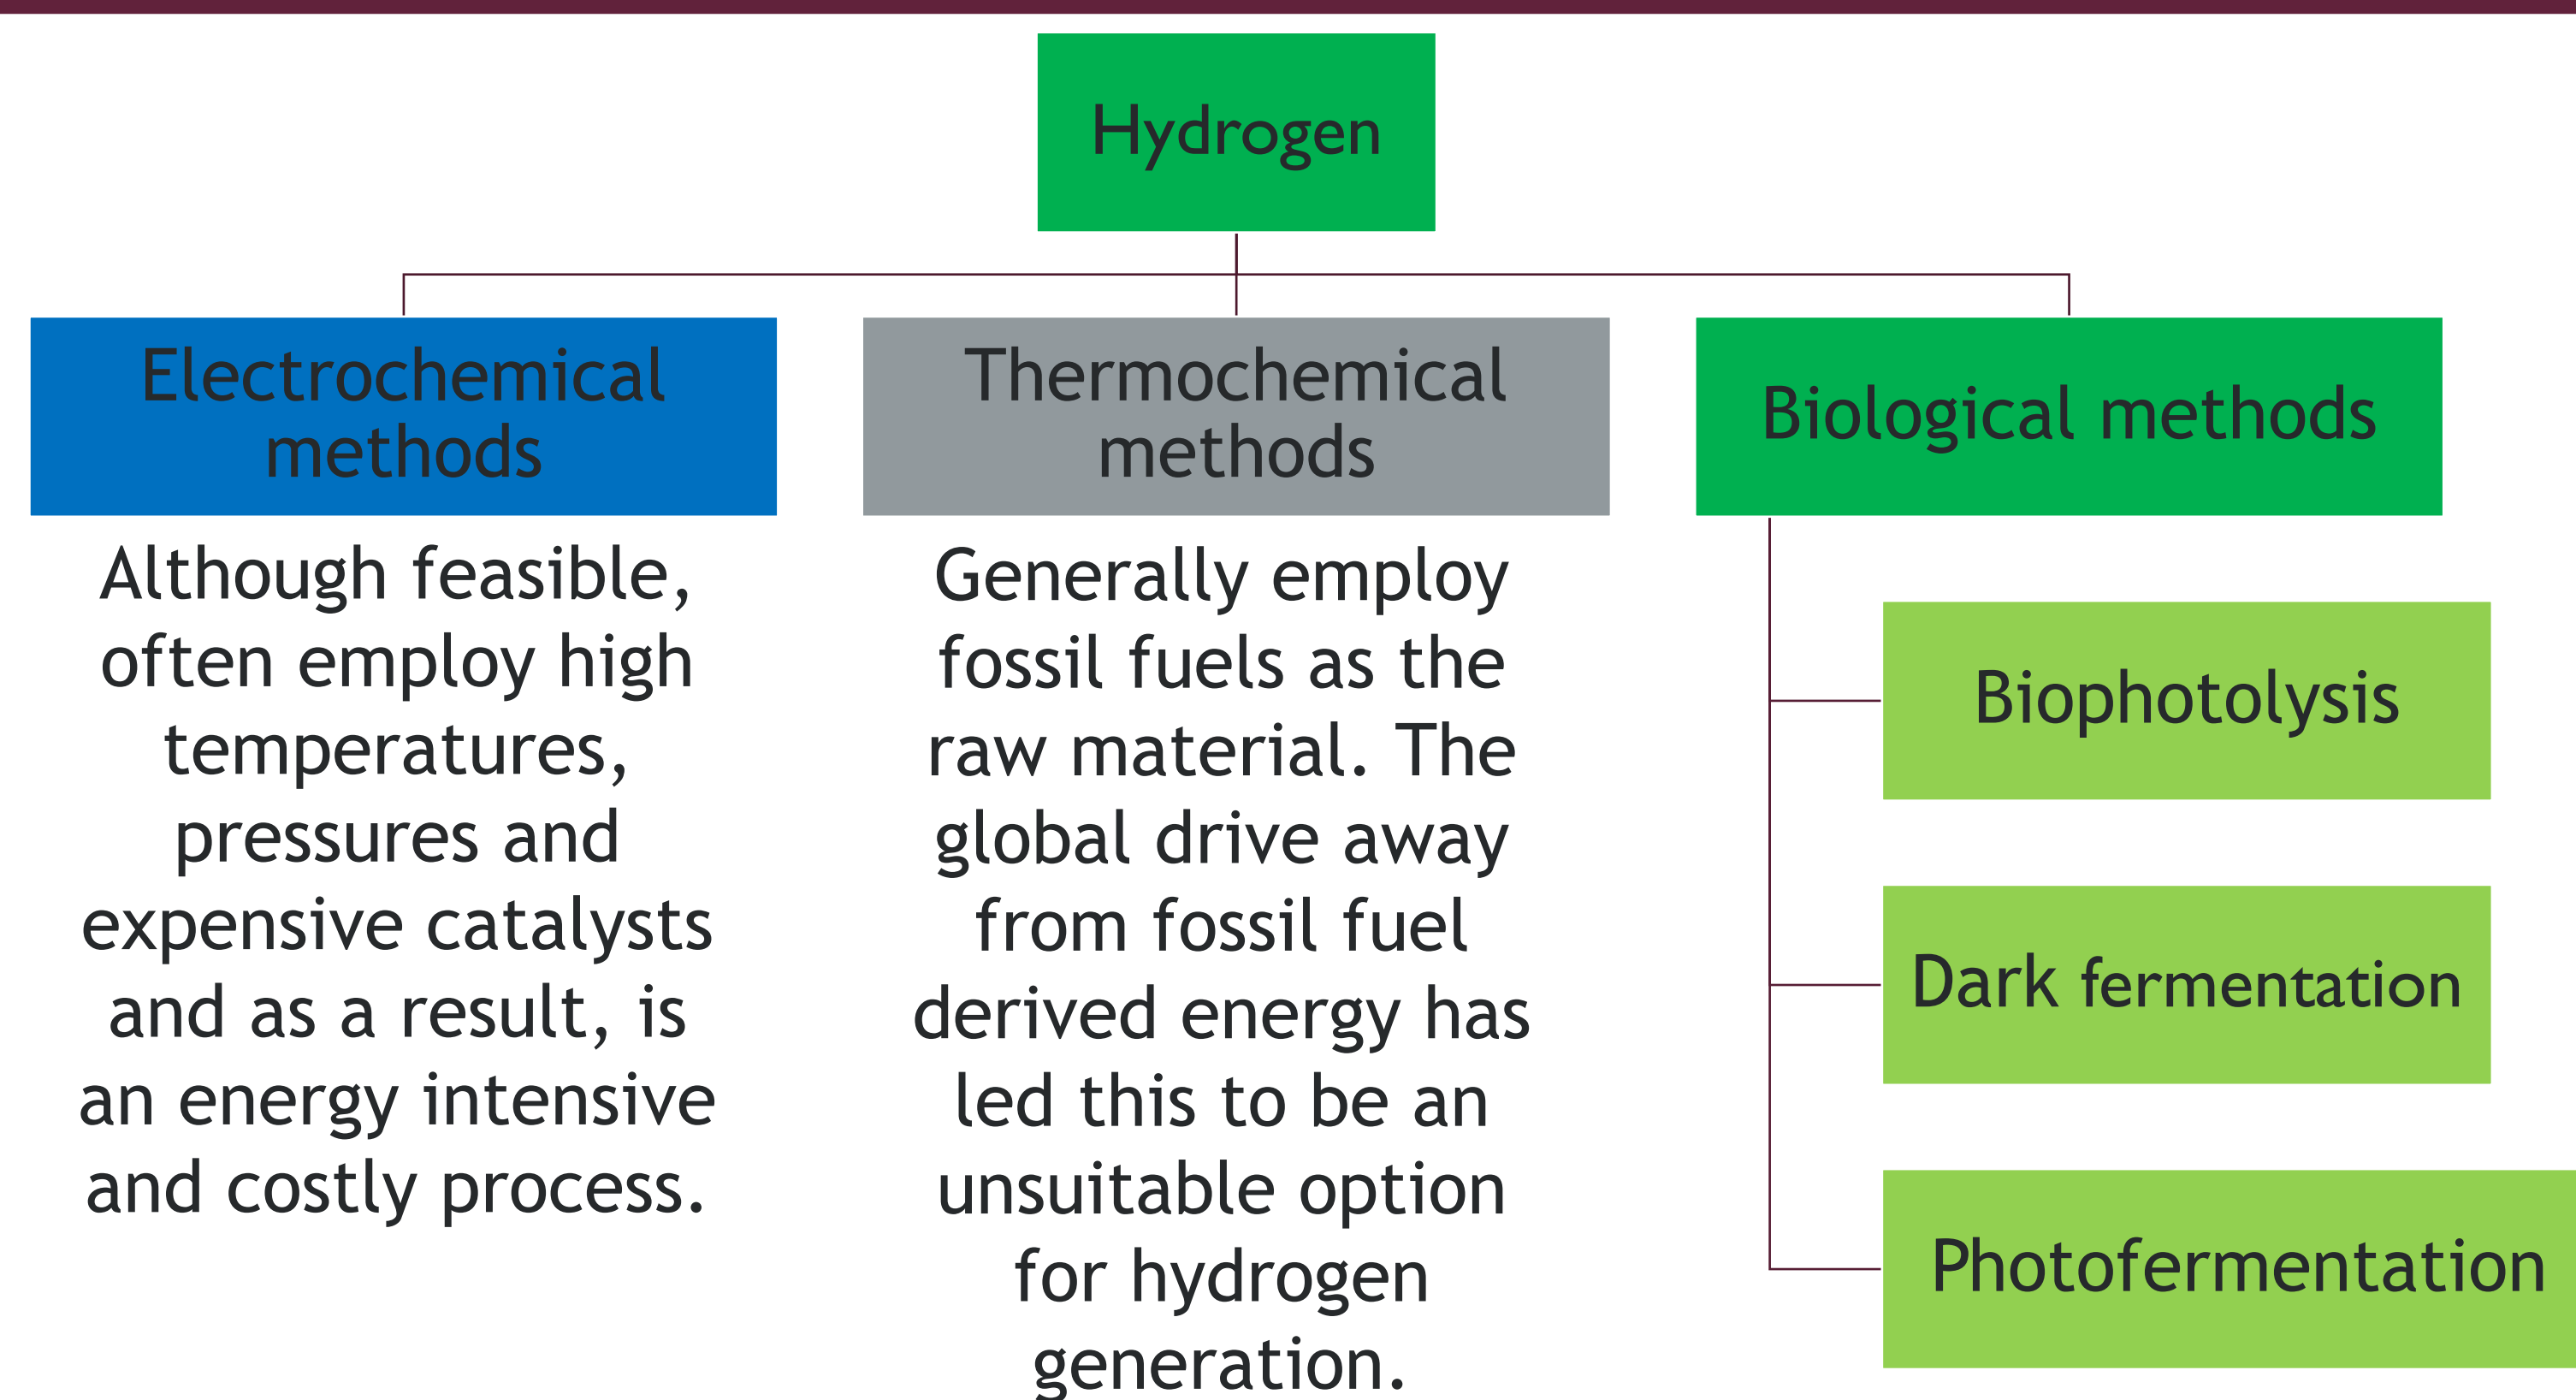 Hydrogen
Electrochemical
methods
Although feasible,
often employ high
temperatures,
pressures and
expensive catalysts
and as a result, is
an energy intensive
and costly process.
Thermochemical
methods
Generally employ
fossil fuels as the
raw material. The
global drive away
from fossil fuel
derived energy has
led this to be an
unsuitable option
for hydrogen
generation.
Biological methods
Biophotolysis
Dark fermentation
Photofermentation